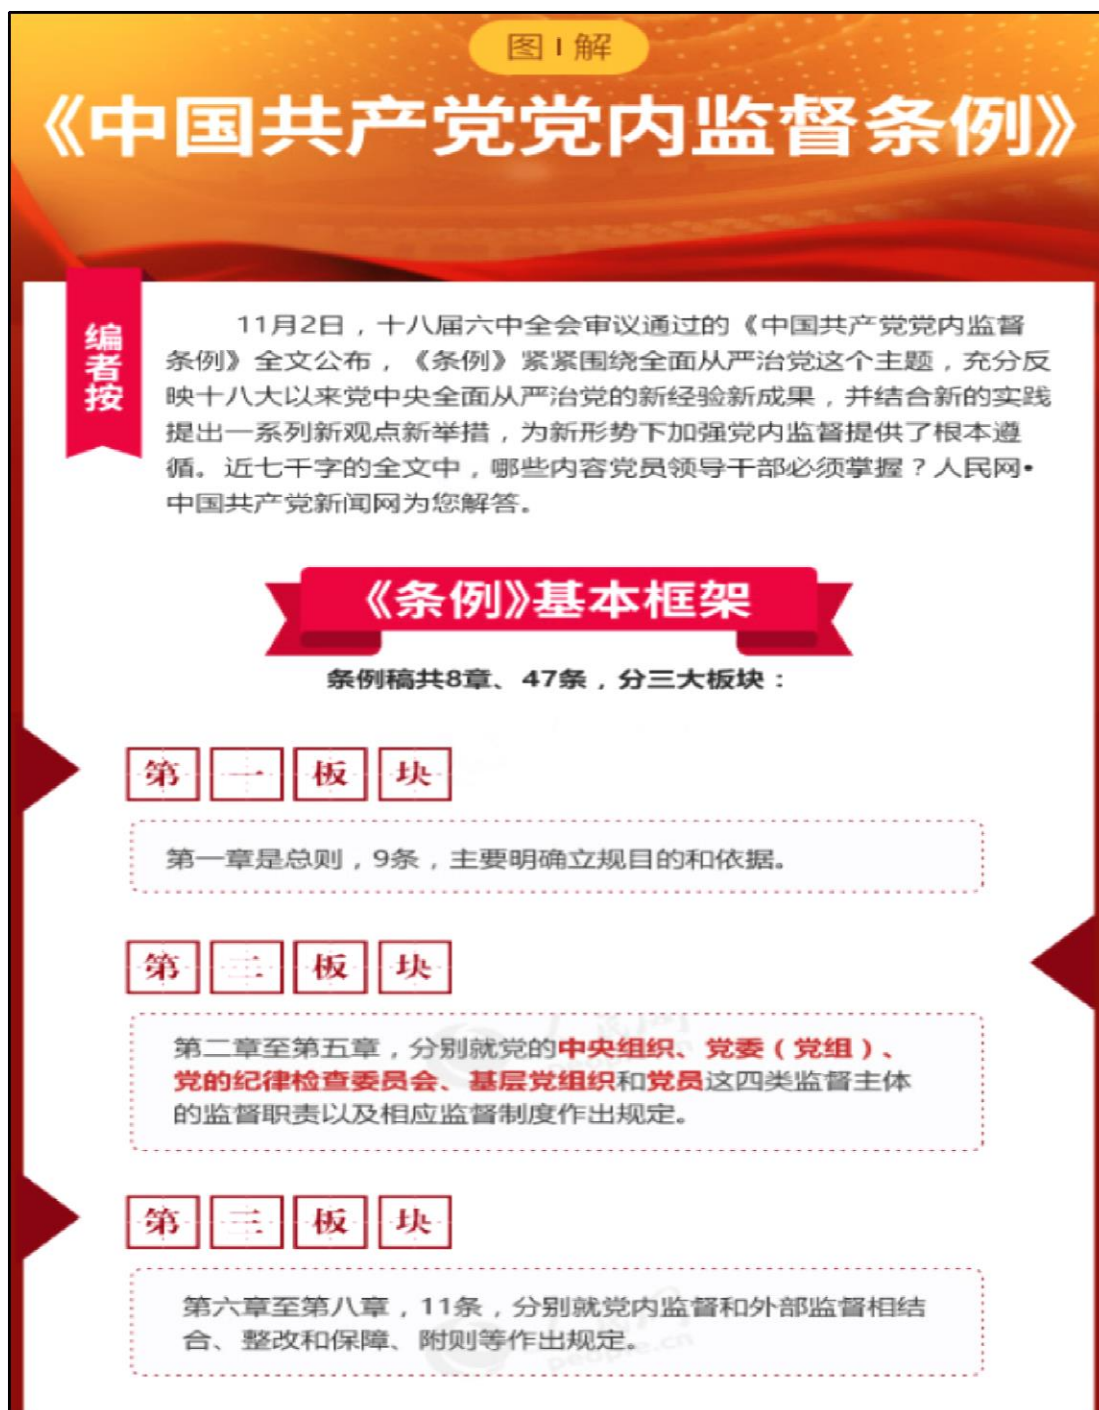 图 | 解
《中国共产党党内监督条例》
编者按
11月2日，十八届六中全会审议通过的《中国共产党党内监督
条例》全文公布，《条例》紧紧围绕全面从严治党这个主题，充分反
映十八大以来党中央全面从严治党的新经验新成果，并结合新的实践
提出一系列新观点新举措，为新形势下加强党内监督提供了根本遵
循。近七千字的全文中，哪些内容党员领导干部必须掌握？人民网•
中国共产党新闻网为您解答。
《条例》基本框架
条例稿共8章、47条，分三大板块：
第一板块
第一章是总则，9条，主要明确立规目的和依据。
第二板块
第二章至第五章，分别就党的中央组织、党委（党组）、
党的纪律检查委员会、基层党组织和党员这四类监督主体
的监督职责以及相应监督制度作出规定。
第三板块
第六章至第八章，11条，分别就党内监督和外部监督相结
合、整改和保障、附则等作出规定。
people.cn